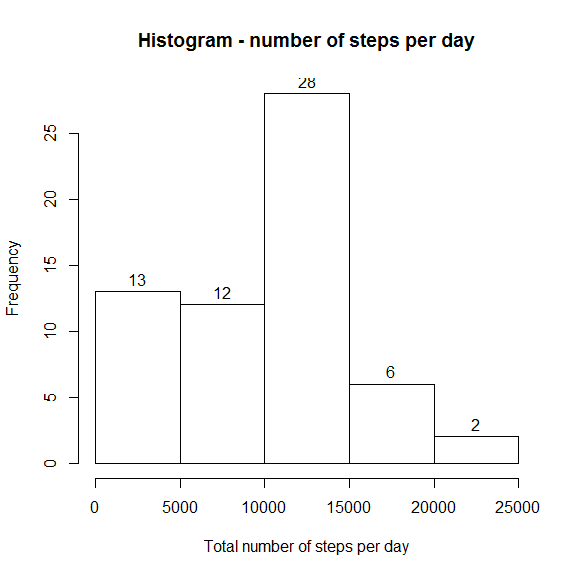 Histogram - number of steps per day
28
25
20
15
10
5
0
Frequency
13
12
6
2
0 5000 10000 15000 20000 25000
Total number of steps per day